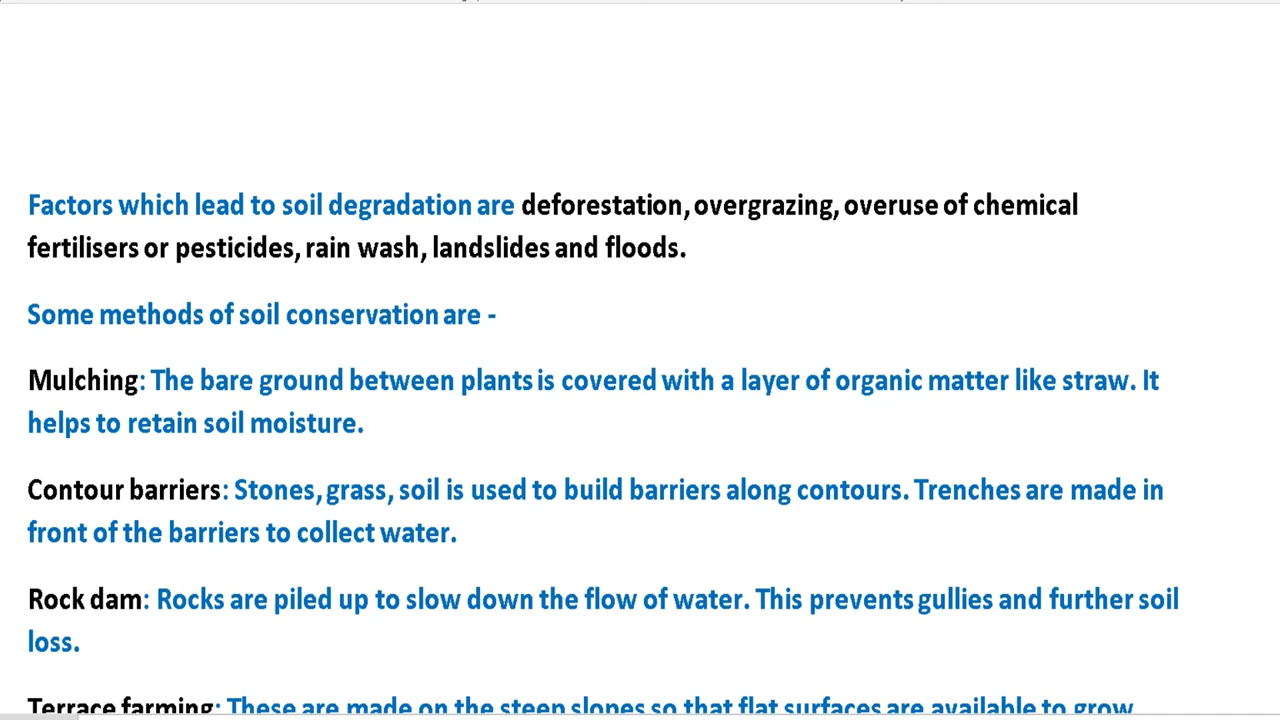 Factors which lead to soil degradation are deforestation, overgrazing, overuse of chemical
fertilisers or pesticides, rain wash, landslides and floods.
Some methods of soil conservation are -
Mulching: The bare ground between plants is covered with a layer of organic matter like straw. It
helps to retain soil moisture.
Contour barriers: Stones, grass, soil is used to build barriers along contours. Trenches are made in
front of the barriers to collect water.
Rock dam: Rocks are piled up to slow down the flow of water. This prevents gullies and further soil
loss.
Terrace farming: These are made on the steep slopes so that flat surfaces are available to grow